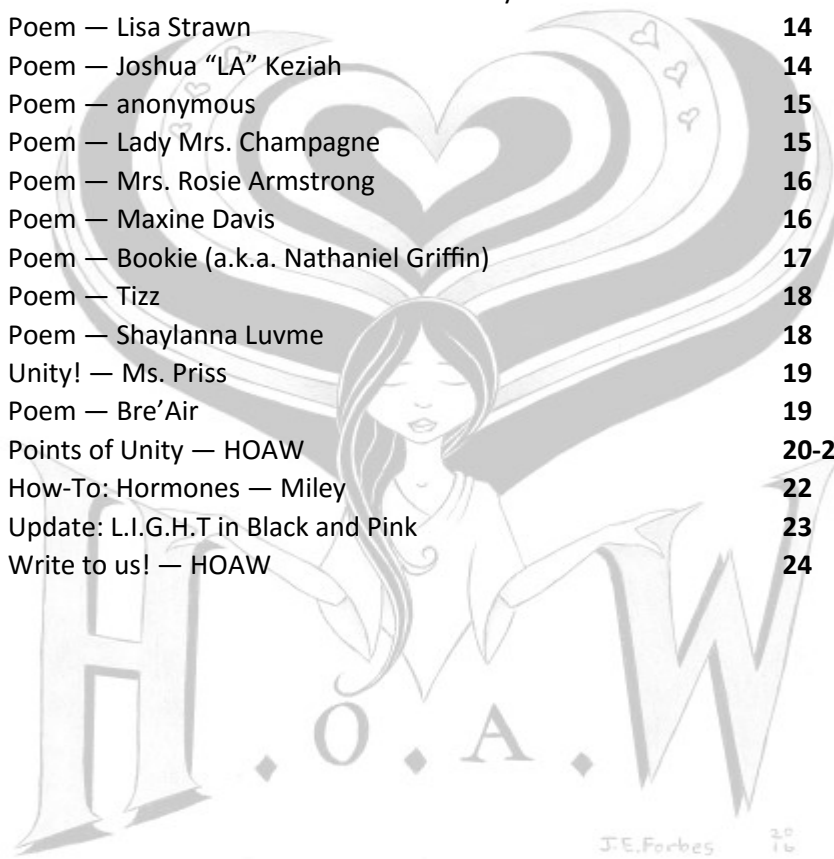 Poem — Lisa Strawn 14
Poem — Joshua “LA” Keziah 14
Poem — anonymous 15
Poem — Lady Mrs. Champagne 15
Poem — Mrs. Rosie Armstrong 16
Poem — Maxine Davis 16
Poem — Bookie (a.k.a. Nathaniel Griffin) 17
Poem — Tizz 18
Poem — Shaylanna Luvme 18
Unity! — Ms. Priss 19
Poem — Bre’Air 19
Points of Unity — HOAW 20-2
How-To: Hormones — Miley 22
Update: L.I.G.H.T in Black and Pink 23
Write to us! — HOAW 24
H.O.A.W
J.E.Forbes 2016